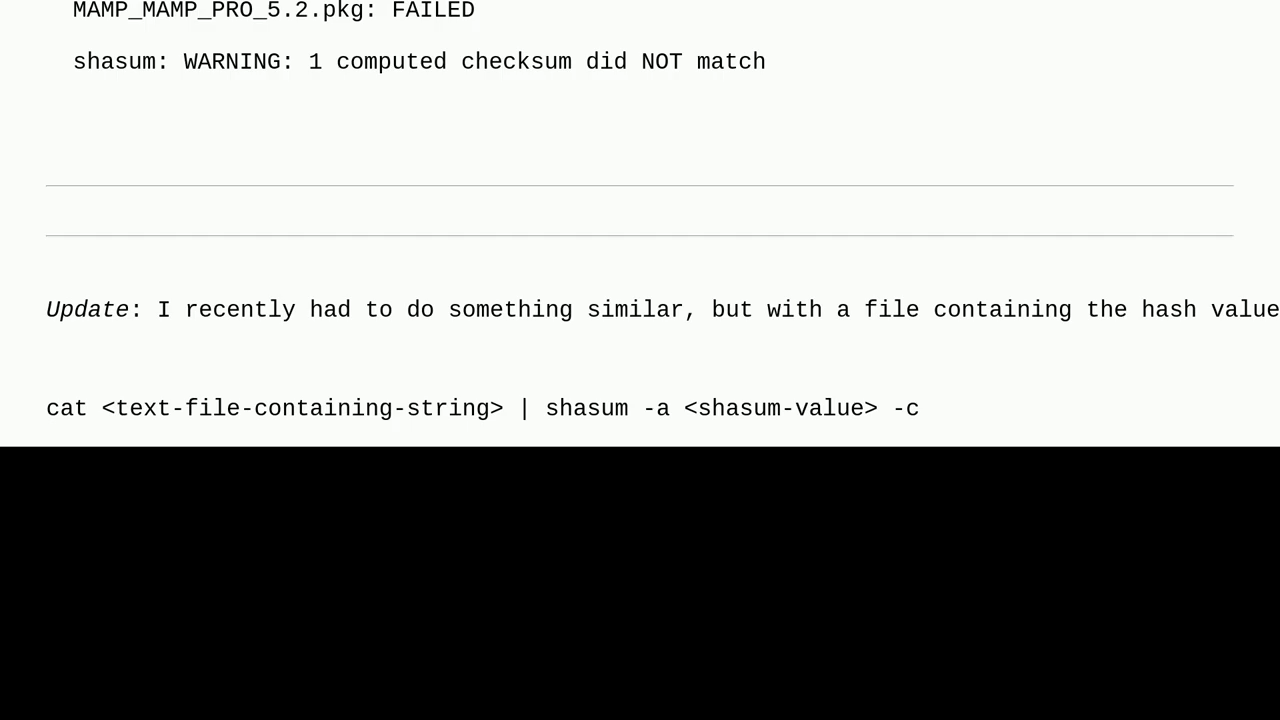 MAMP_MAMP_PRO_5.2.pkg: FAILED
shasum: WARNING: 1 computed checksum did NOT match
Update: I recently had to do something similar, but with a file containing the hash value
cat <text-file-containing-string> | shasum -a <shasum-value> -c